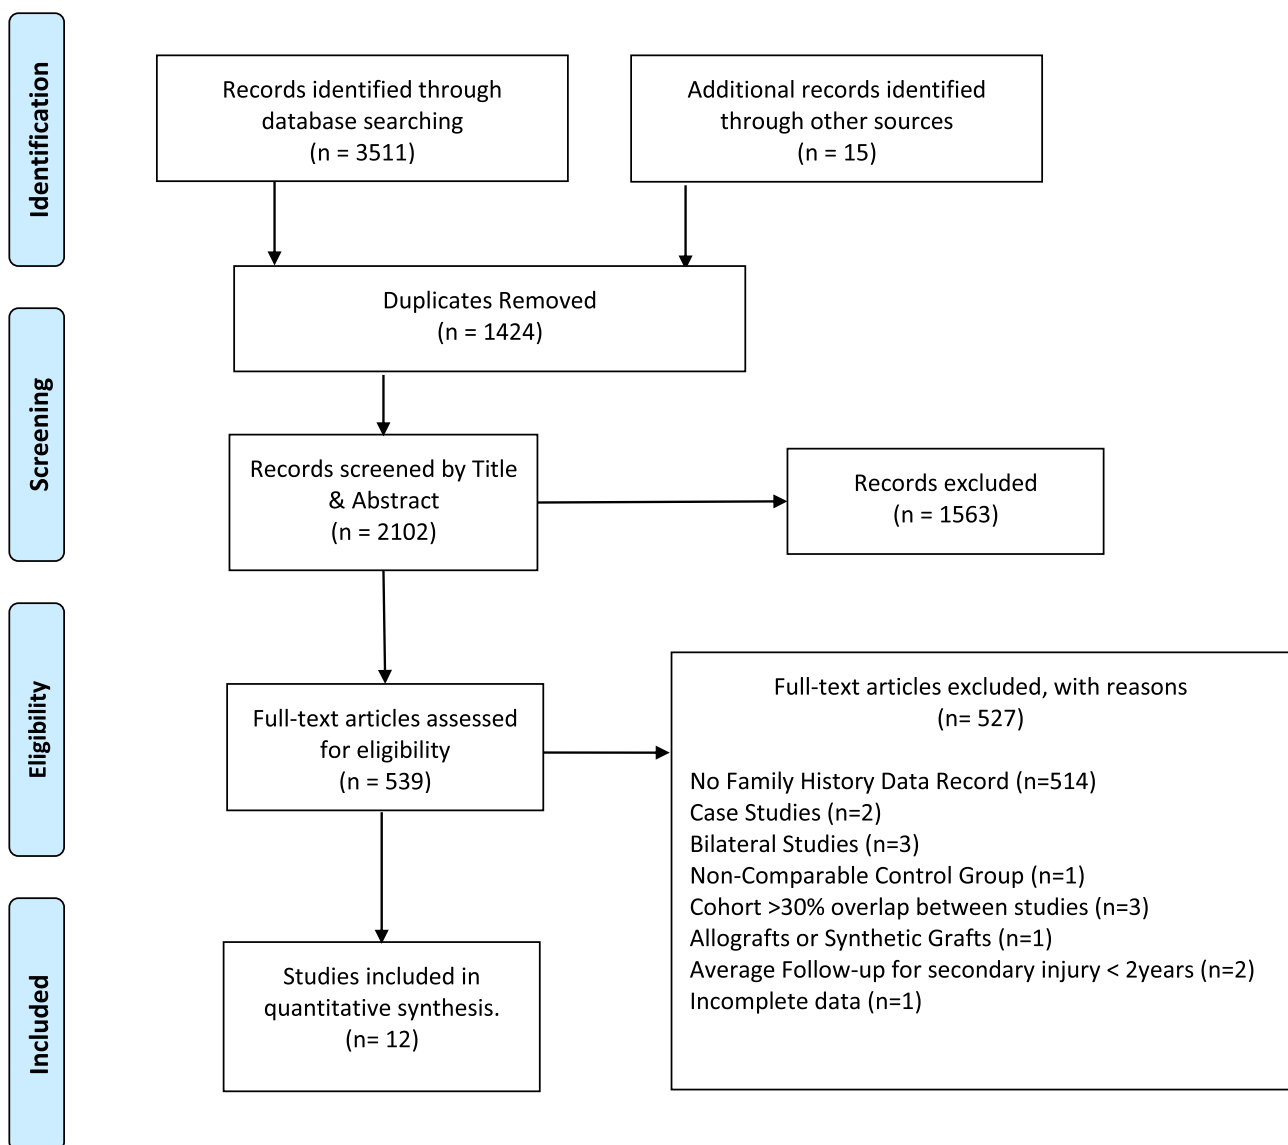 Identification
Records identified through
database searching
(n = 3511)
Additional records identified
through other sources
(n = 15)
Duplicates Removed
(n = 1424)
Screening
Records screened by Title
& Abstract
(n = 2102)
Records excluded
(n = 1563)
Eligibility
Full-text articles assessed
for eligibility
(n = 539)
Full-text articles excluded, with reasons
(n= 527)
No Family History Data Record (n=514)
Case Studies (n=2)
Bilateral Studies (n=3)
Non-Comparable Control Group (n=1)
Cohort >30% overlap between studies (n=3)
Allografts or Synthetic Grafts (n=1)
Average Follow-up for secondary injury < 2years (n=2)
Incomplete data (n=1)
Included
Studies included in
quantitative synthesis.
(n= 12)